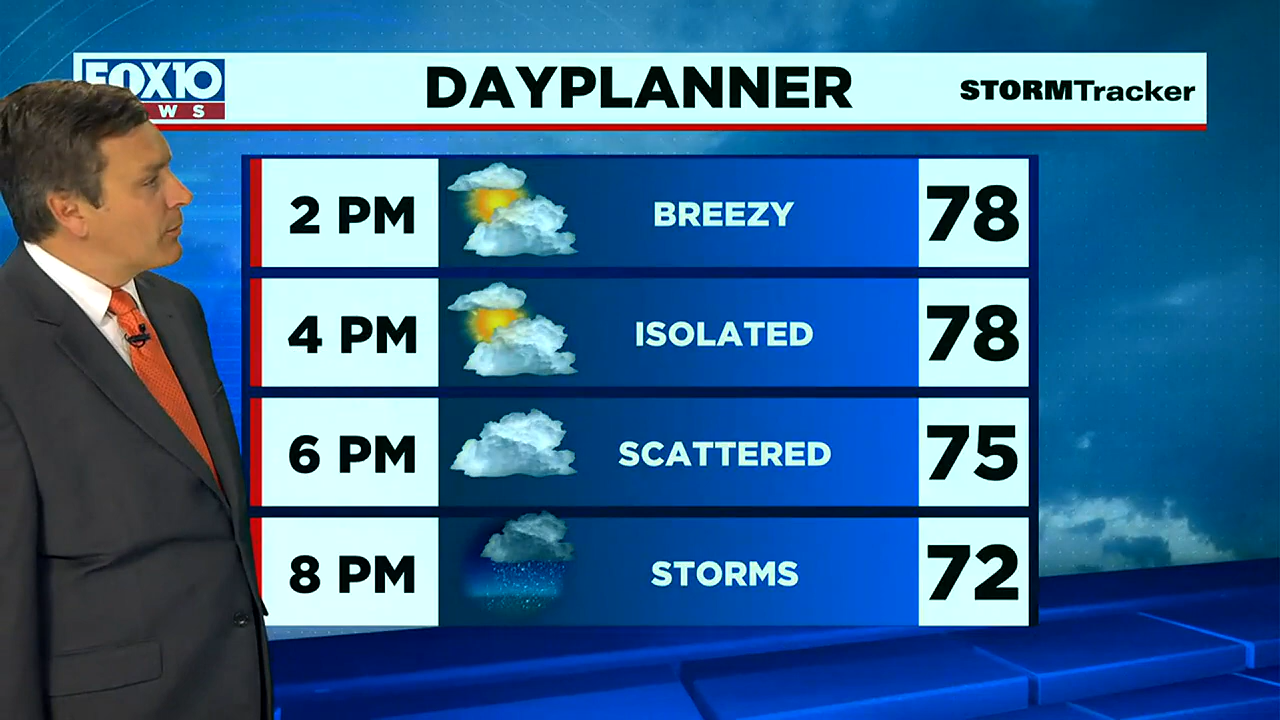 FOX10
WS
DAYPLANNER
STORMTracker
2 PM BREEZY 78
4 PM ISOLATED 78
6 PM SCATTERED 75
8 PM STORMS 72